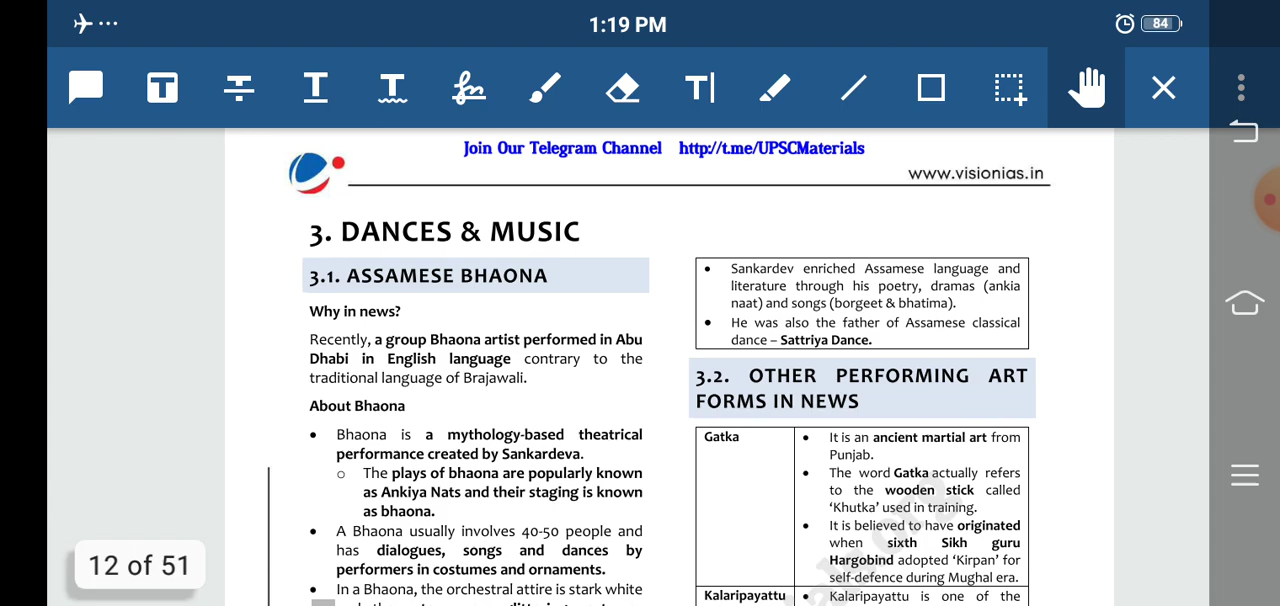 1:19 PM
84
Join Our Telegram Channel http://t.me/UPSCMaterials
www.visionias.in
3. DANCES & MUSIC
3.1. ASSAMESE BHAONA
Why in news?
Recently, a group Bhaona artist performed in Abu
Dhabi in English language contrary to the
traditional language of Brajawali.
About Bhaona
• Bhaona is a mythology-based theatrical
performance created by Sankardeva.
o The plays of bhaona are popularly known
as Ankiya Nats and their staging is known
as bhaona.
• A Bhaona usually involves 40-50 people and
has dialogues, songs and dances by
performers in costumes and ornaments.
• In a Bhaona, the orchestral attire is stark white
• Sankardev enriched Assamese language and
literature through his poetry, dramas (ankia
naat) and songs (borgeet & bhatima).
• He was also the father of Assamese classical
dance – Sattriya Dance.
3.2. OTHER PERFORMING ART
FORMS IN NEWS
Gatka
• It is an ancient martial art from
Punjab.
• The word Gatka actually refers
to the wooden stick called
‘Khutka’ used in training.
• It is believed to have originated
when sixth Sikh guru
Hargobind adopted ‘Kirpan’ for
self-defence during Mughal era.
Kalaripayattu
• Kalaripayattu is one of the
12 of 51